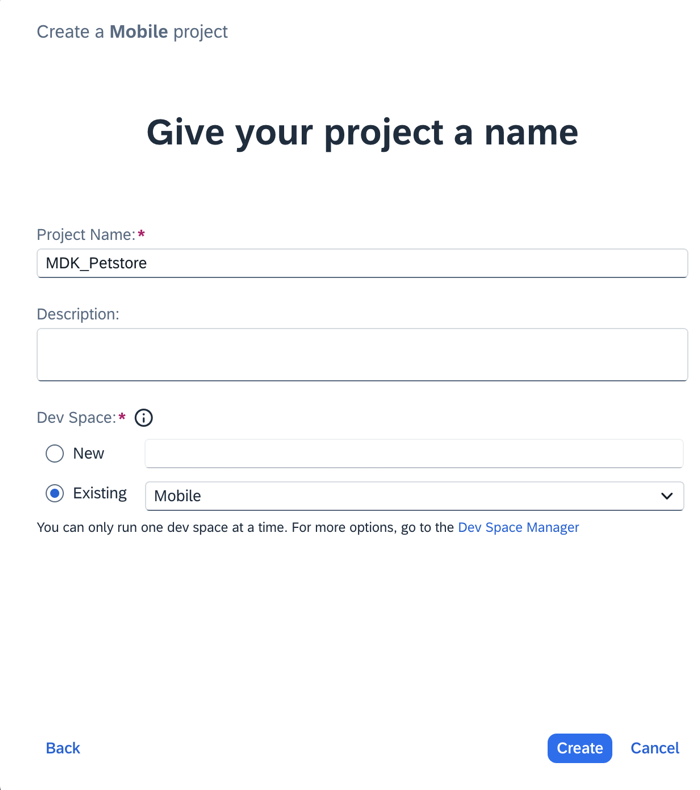 Create a Mobile project
Give your project a name
Project Name:*
MDK_Petstore
Description:
Dev Space:*
New
Existing
Mobile
You can only run one dev space at a time. For more options, go to the Dev Space Manager
Back
Create
Cancel